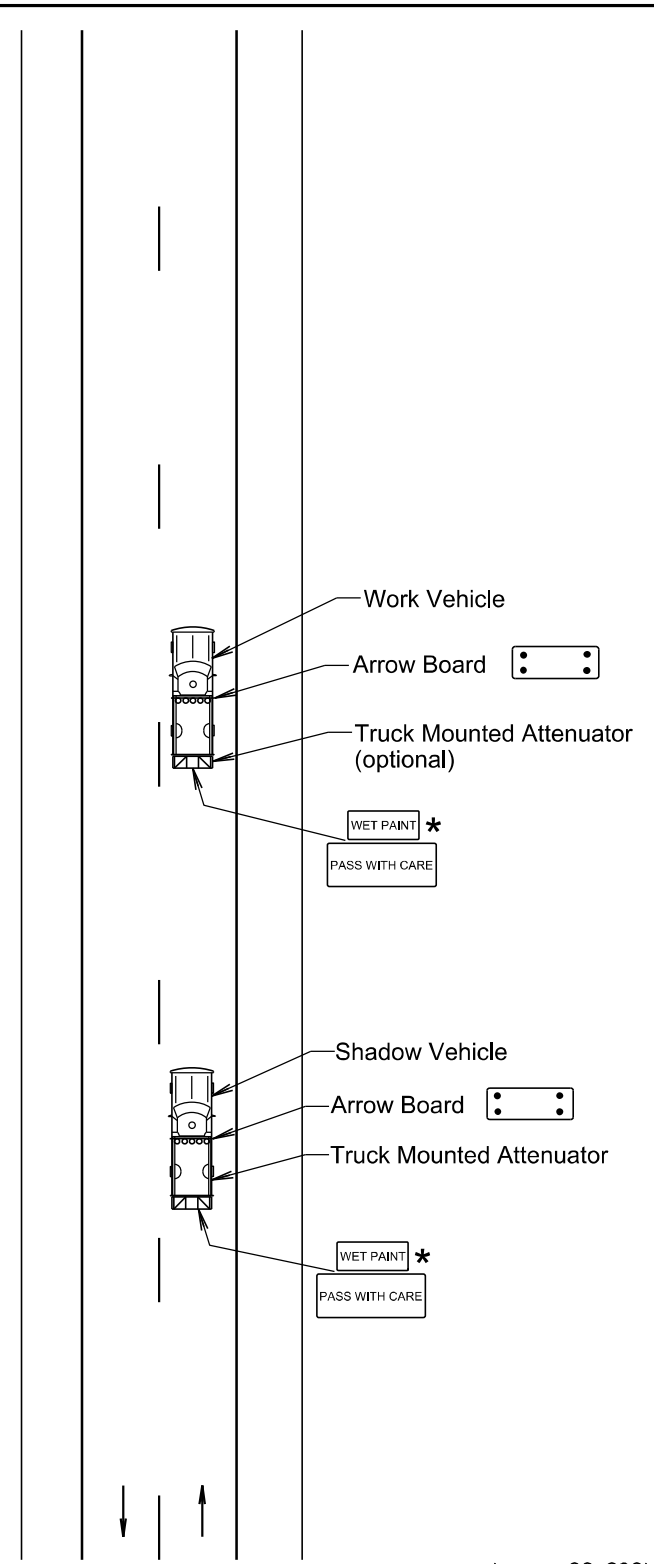 Work Vehicle
Arrow Board
Truck Mounted Attenuator
(optional)
WET PAINT *
PASS WITH CARE
Shadow Vehicle
Arrow Board
Truck Mounted Attenuator
WET PAINT *
PASS WITH CARE